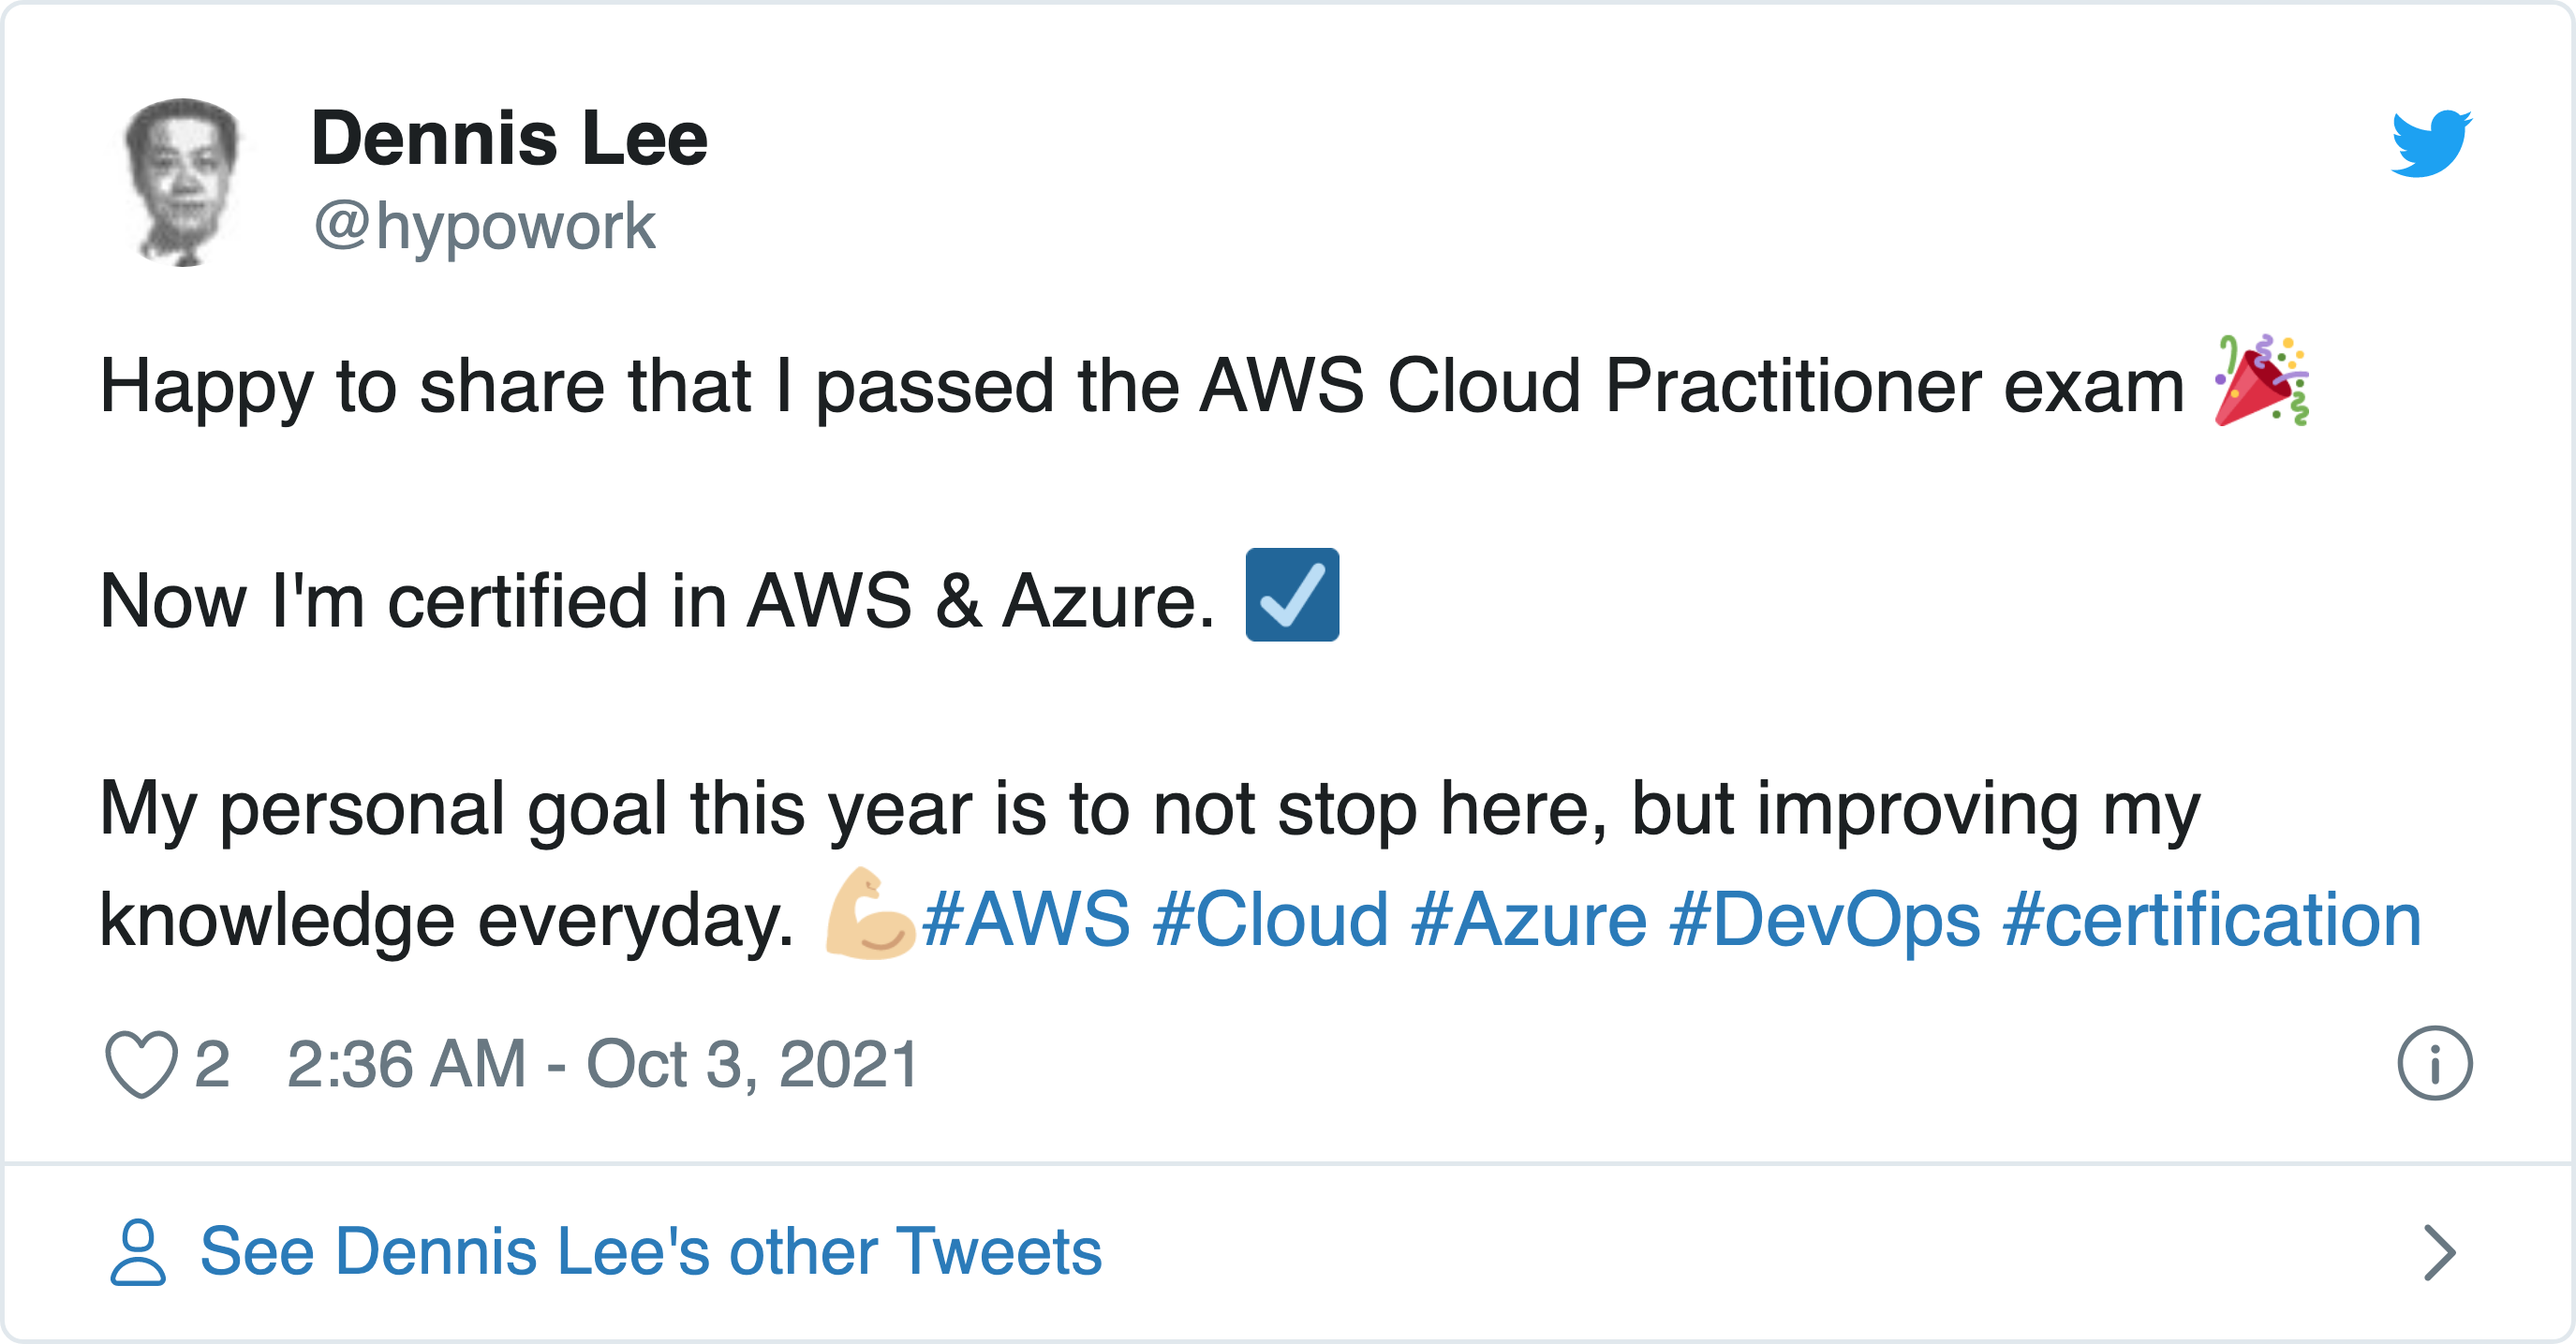 Dennis Lee
@hypowork
Happy to share that I passed the AWS Cloud Practitioner exam 🎉
Now I'm certified in AWS & Azure. ☑️
My personal goal this year is to not stop here, but improving my
knowledge everyday. 💪🏼#AWS #Cloud #Azure #DevOps #certification
2 2:36 AM - Oct 3, 2021
See Dennis Lee's other Tweets